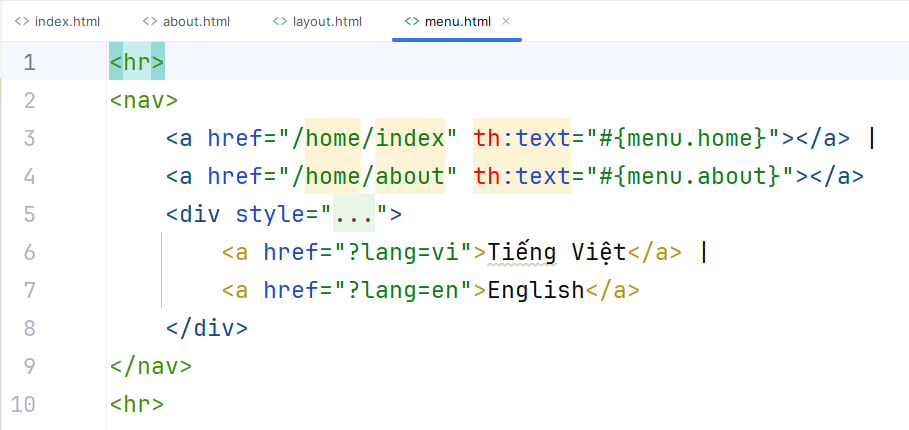 index.html about.html layout.html menu.html
1 <hr>
2 <nav>
3 <a href="/home/index" th:text="#{menu.home}"></a> |
4 <a href="/home/about" th:text="#{menu.about}"></a>
5 <div style="...">
6 <a href="?lang=vi">Tiếng Việt</a> |
7 <a href="?lang=en">English</a>
8 </div>
9 </nav>
10 <hr>